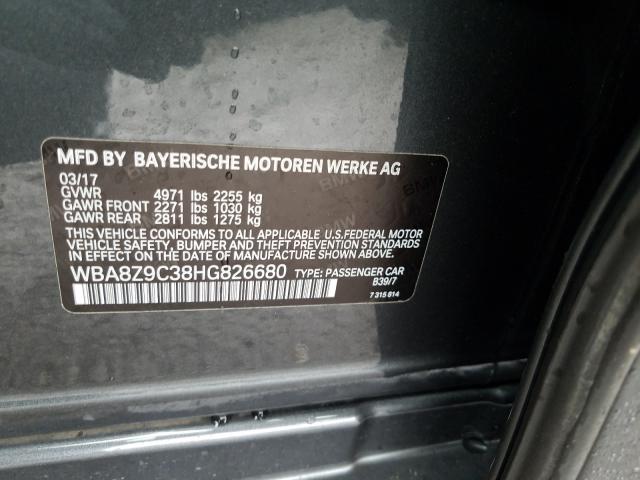 MFD BY BAYERISCHE MOTOREN WERKE AG
03/17
GVWR 4971 lbs 2255 kg
GAWR FRONT 2271 lbs 1030 kg
GAWR REAR 2811 lbs 1275 kg
THIS VEHICLE CONFORMS TO ALL APPLICABLE U.S.FEDERAL MOTOR
VEHICLE SAFETY, BUMPER AND THEFT PREVENTION STANDARDS IN
EFFECT ON THE DATE OF MANUFACTURE SHOWN ABOVE.
WBA8Z9C38HG826680 TYPE: PASSENGER CAR
B39/7
7 315 814